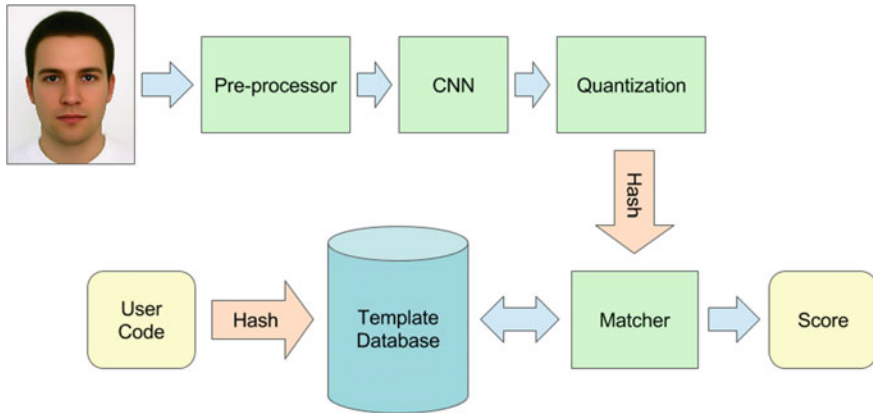 Pre-processor
CNN
Quantization
Hash
User
Code
Hash
Template
Database
Matcher
Score